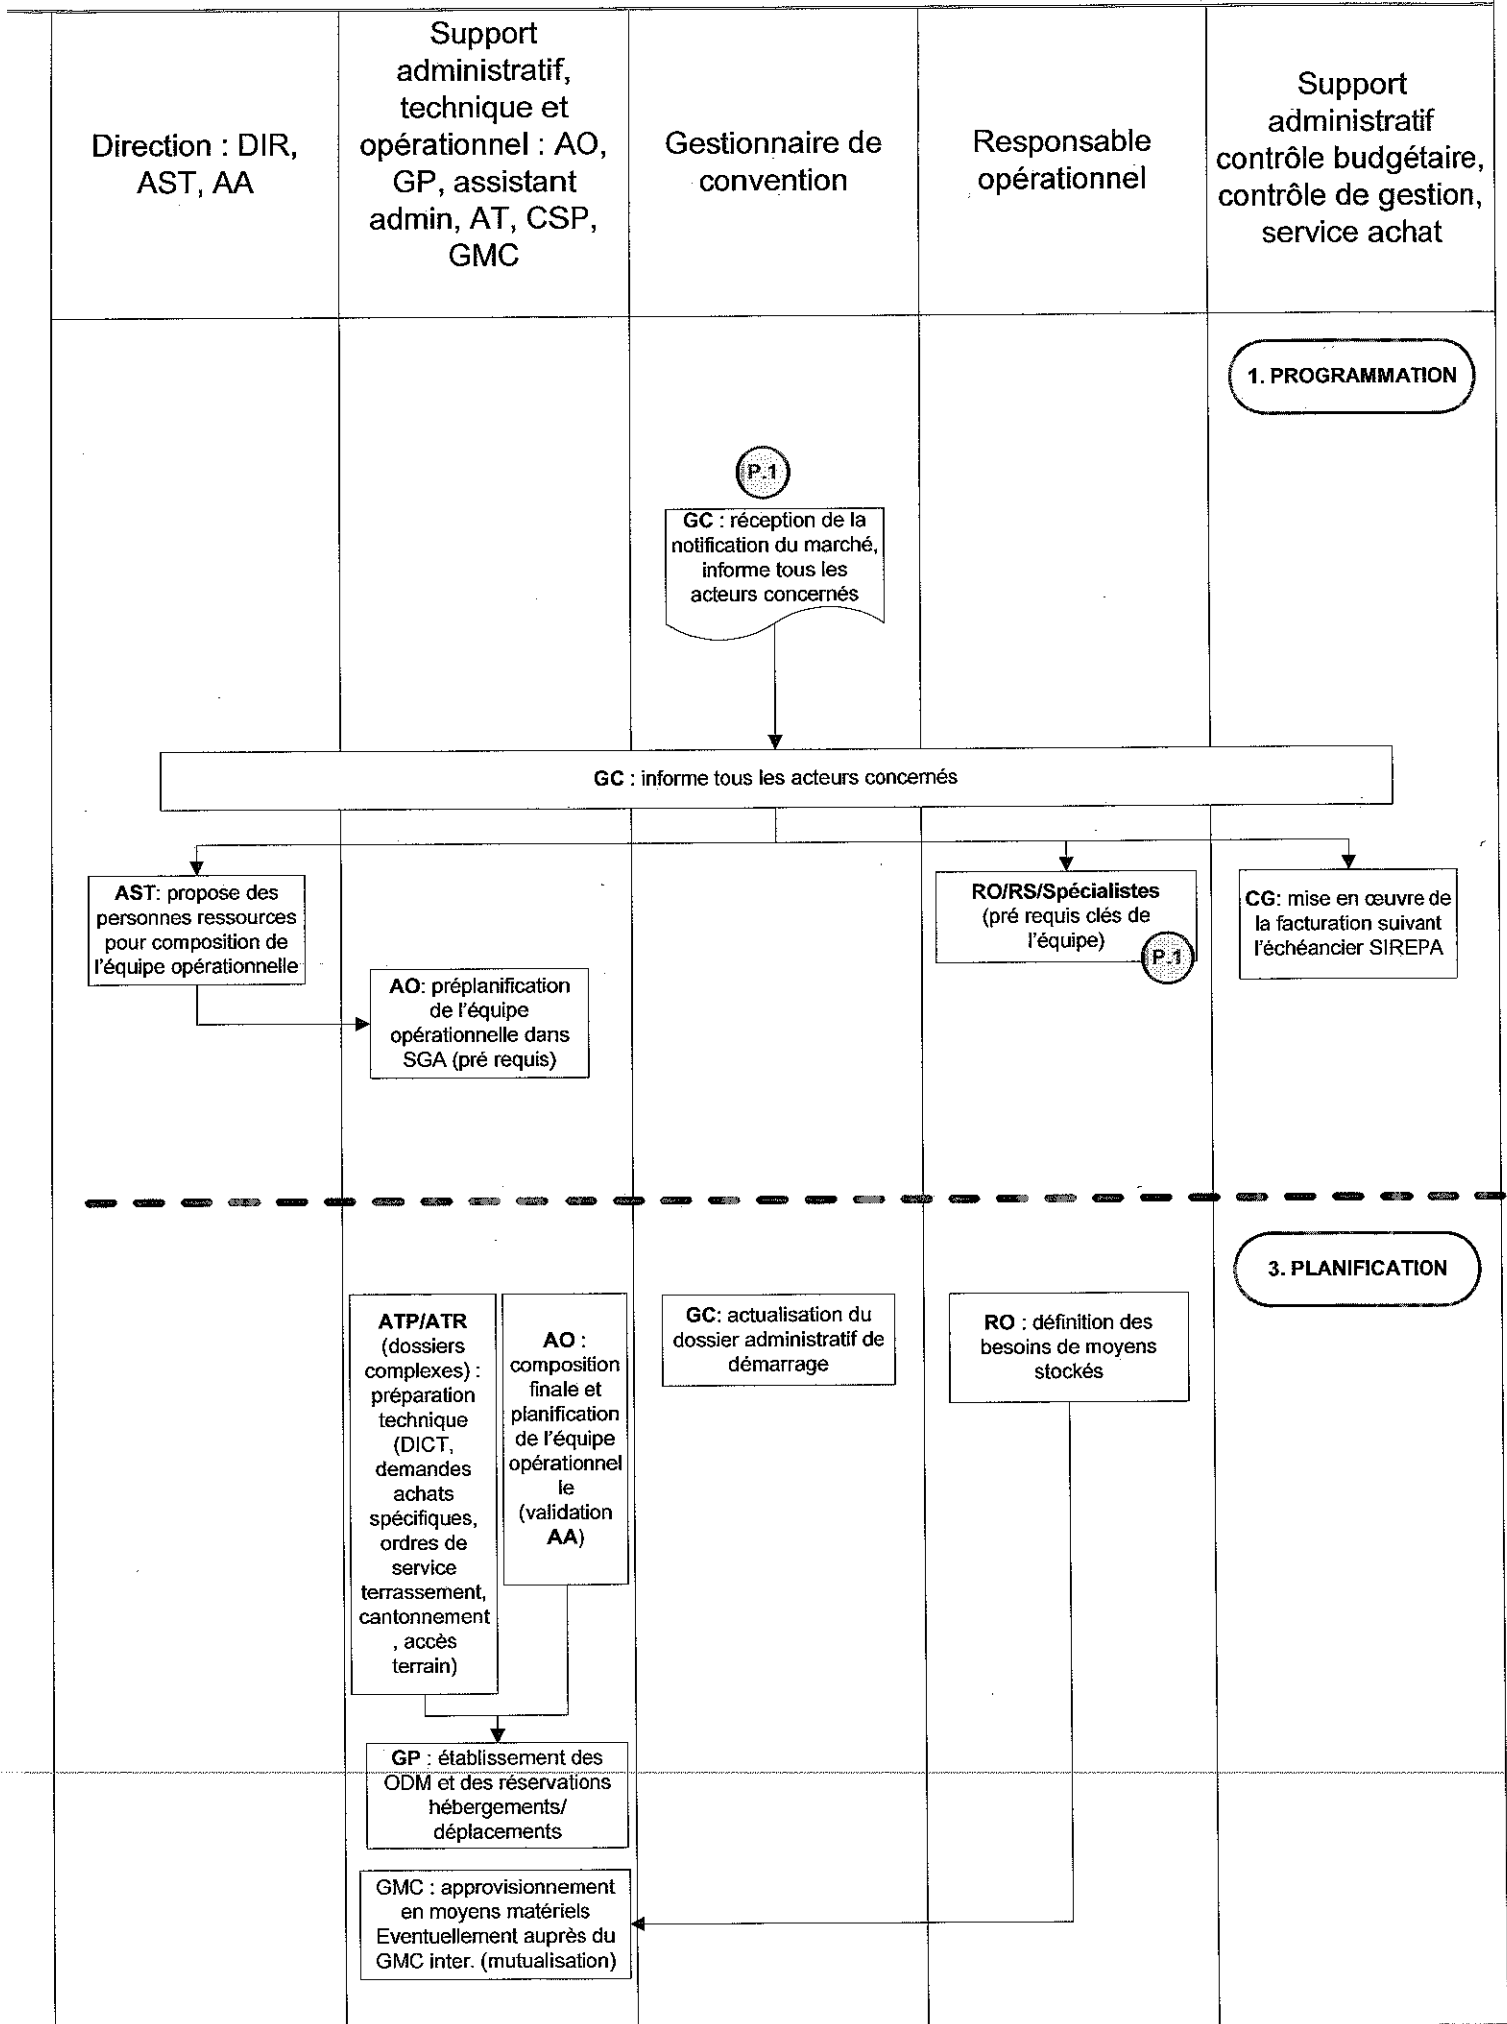 Direction : DIR,
AST, AA
Support
administratif,
technique et
opérationnel : AO,
GP, assistant
admin, AT, CSP,
GMC
Gestionnaire de
convention
Responsable
opérationnel
Support
administratif
contrôle budgétaire,
contrôle de gestion,
service achat
1. PROGRAMMATION
P.1
GC : réception de la
notification du marché,
informe tous les
acteurs concernés
GC : informe tous les acteurs concernés
AST: propose des
personnes ressources
pour composition de
l'équipe opérationnelle
AO: préplanification
de l'équipe
opérationnelle dans
SGA (pré requis)
RO/RS/Spécialistes
(pré requis clés de
l'équipe)
P.1
CG: mise en œuvre de
la facturation suivant
l'échéancier SIREPA
3. PLANIFICATION
ATP/ATR
(dossiers
complexes) :
préparation
technique
(DICT,
demandes
achats
spécifiques,
ordres de
service
terrassement,
cantonnement
, accès
terrain)
AO :
composition
finale et
planification
de l'équipe
opérationnel
le
(validation
AA)
GC: actualisation du
dossier administratif de
démarrage
RO : définition des
besoins de moyens
stockés
GP : établissement des
ODM et des réservations
hébergements/
déplacements
GMC : approvisionnement
en moyens matériels
Eventuellement auprès du
GMC inter. (mutualisation)